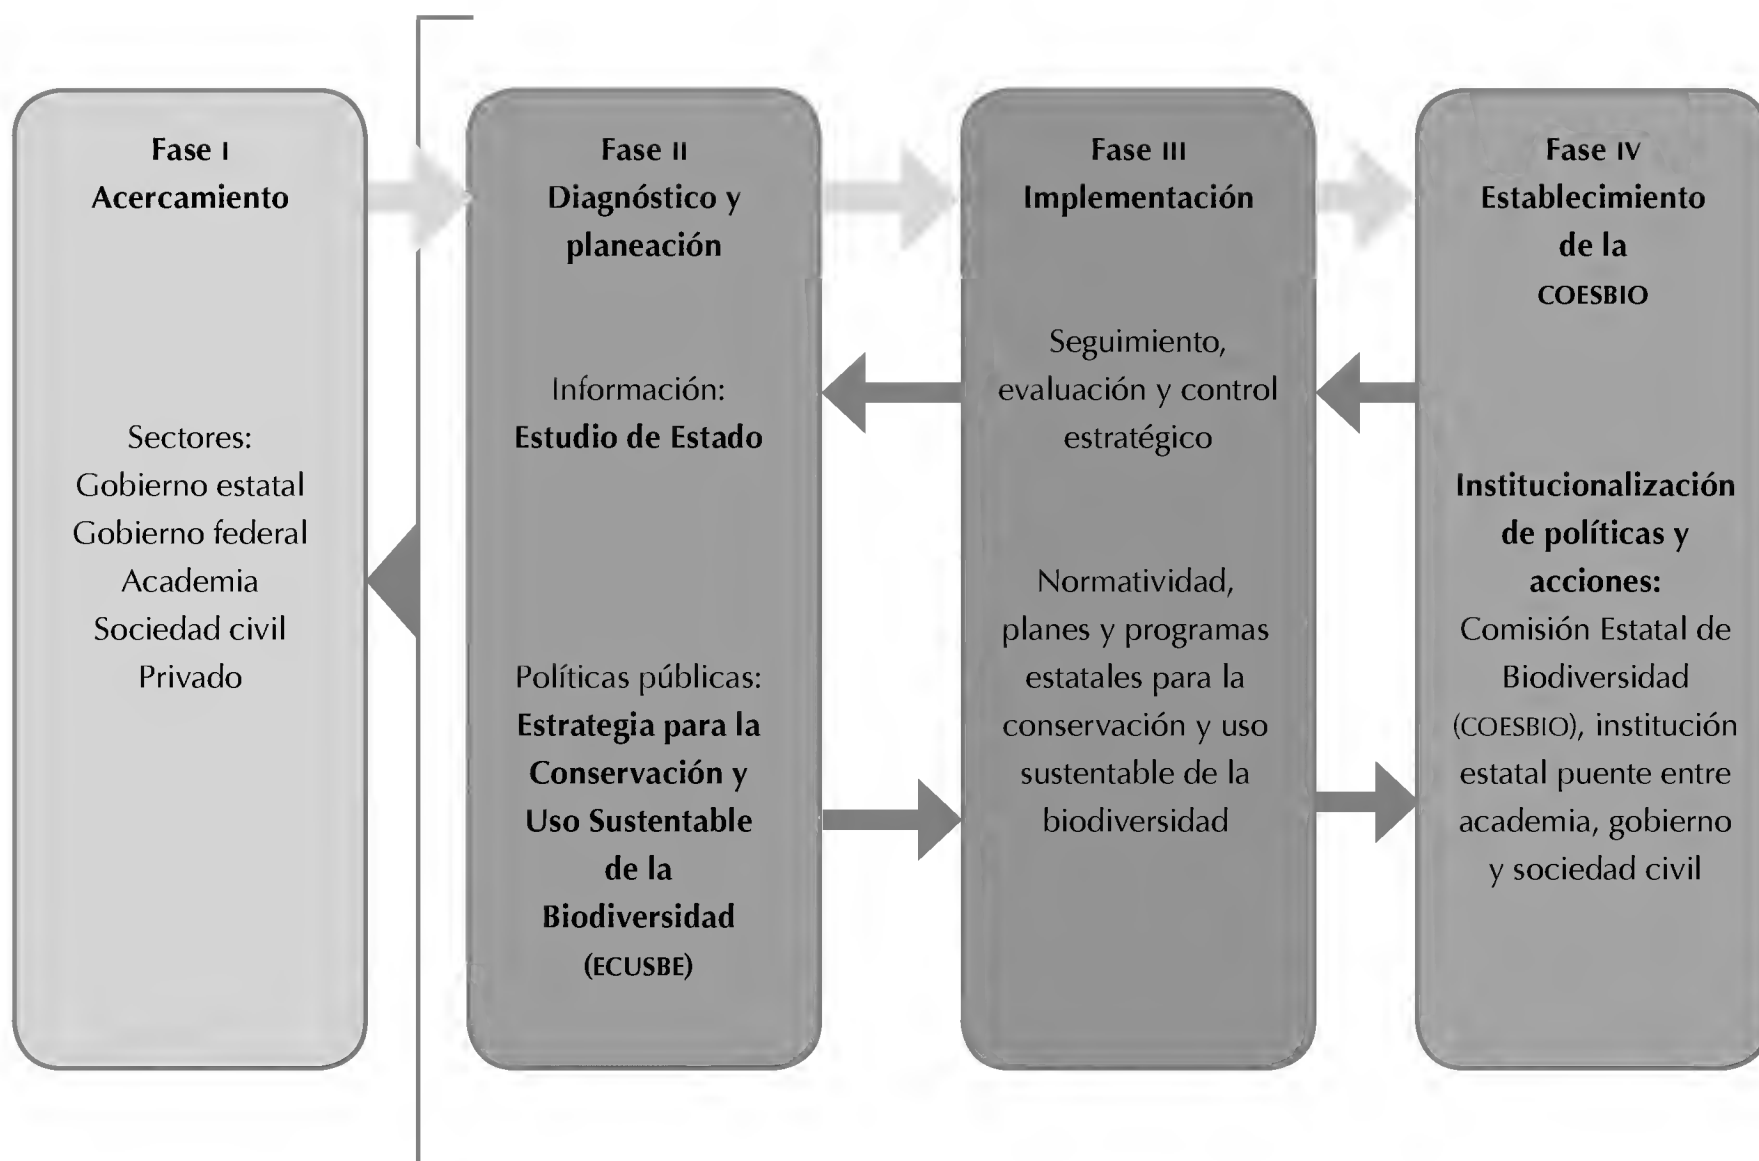 Fase I
Acercamiento
Sectores:
Gobierno estatal
Gobierno federal
Academia
Sociedad civil
Privado
Fase II
Diagnóstico y
planeación
Información:
Estudio de Estado
Políticas públicas:
Estrategia para la
Conservación y
Uso Sustentable
de la
Biodiversidad
(ECUSBE)
Fase III
Implementación
Seguimiento,
evaluación y control
estratégico
Normatividad,
planes y programas
estatales para la
conservación y uso
sustentable de la
biodiversidad
Fase IV
Establecimiento
de la
COESBIO
Institucionalización
de políticas y
acciones:
Comisión Estatal de
Biodiversidad
(COESBIO), institución
estatal puente entre
academia, gobierno
y sociedad civil